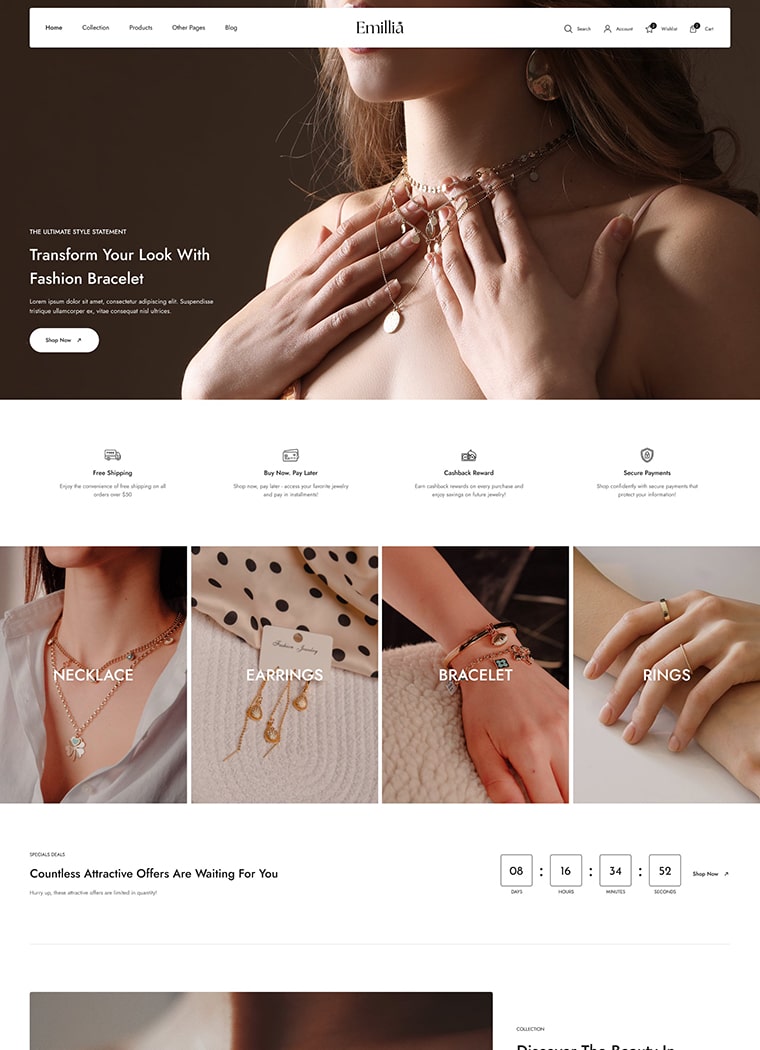 Home
Collection
Products
Other Pages
Blog
Emillia
Search
Account
Wishlist
Cart
THE ULTIMATE STYLE STATEMENT
Transform Your Look With
Fashion Bracelet
Lorem ipsum dolor sit amet, consectetur adipiscing elit. Suspendisse
tristique ullamcorper ex, vitae consequat nisl ultrices.
Shop Now
Free Shipping
Enjoy the convenience of free shipping on all
orders over $50
Buy Now. Pay Later
Shop now, pay later - access your favorite jewelry
and pay in installments!
Cashback Reward
Earn cashback rewards on every purchase and
enjoy savings on future jewelry!
Secure Payments
Shop confidently with secure payments that
protect your information!
NECKLACE
Fashion Jewelry
EARRINGS
BRACELET
RINGS
SPECIALS DEALS
Countless Attractive Offers Are Waiting For You
Hurry up, these attractive offers are limited in quantity!
08 : 16 : 34 : 52
DAYS HOURS MINUTES SECONDS
Shop Now
COLLECTION
Discover The Beauty In